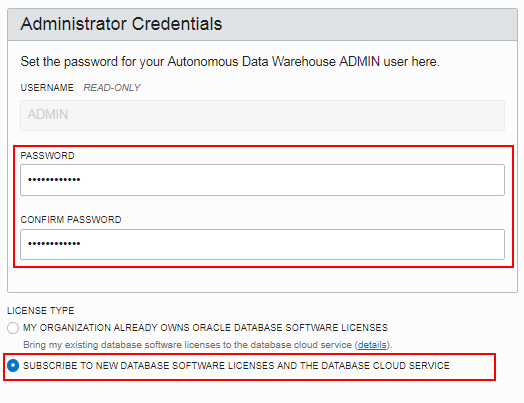 Administrator Credentials
Set the password for your Autonomous Data Warehouse ADMIN user here.
USERNAME READ-ONLY
ADMIN
PASSWORD
••••••••••••
CONFIRM PASSWORD
••••••••••••
LICENSE TYPE
MY ORGANIZATION ALREADY OWNS ORACLE DATABASE SOFTWARE LICENSES
Bring my existing database software licenses to the database cloud service (details).
SUBSCRIBE TO NEW DATABASE SOFTWARE LICENSES AND THE DATABASE CLOUD SERVICE